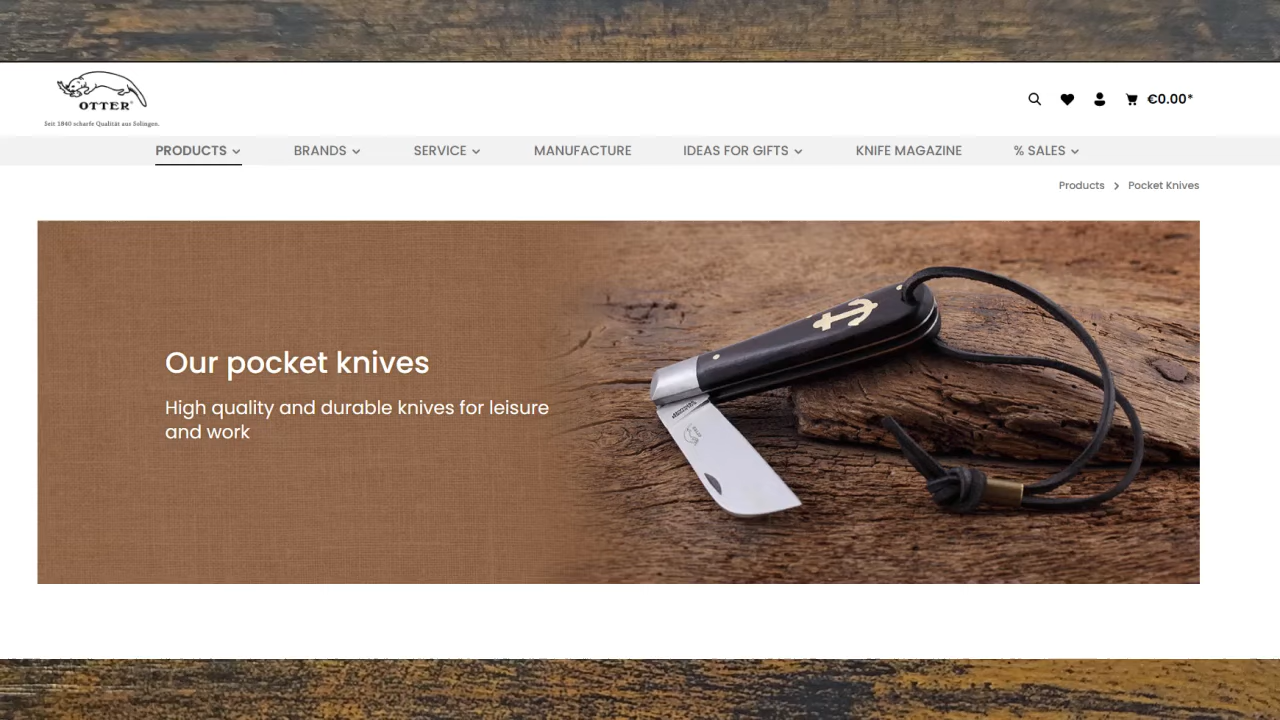 OTTER
Seit 1840 scharfe Qualität aus Solingen.
€0.00*
PRODUCTS
BRANDS
SERVICE
MANUFACTURE
IDEAS FOR GIFTS
KNIFE MAGAZINE
% SALES
Products
Pocket Knives
Our pocket knives
High quality and durable knives for leisure
and work